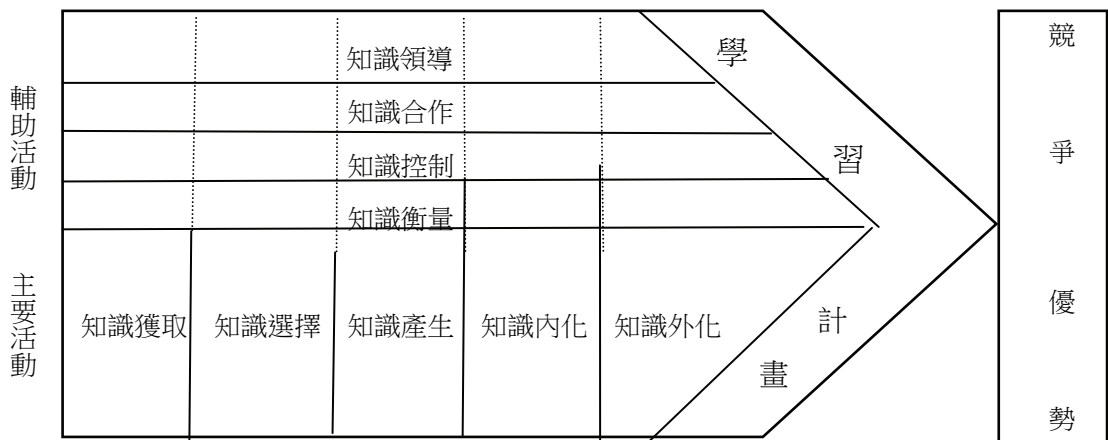 輔助活動
知識領導
知識合作
知識控制
知識衡量
主要活動
知識獲取
知識選擇
知識產生
知識內化
知識外化
學習計畫
競爭優勢